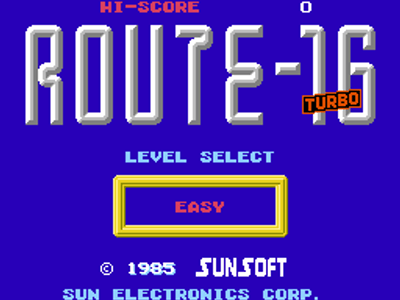 HI-SCORE 0
ROUTE-16
TURBO
LEVEL SELECT
EASY
© 1985 SUNSOFT
SUN ELECTRONICS CORP.